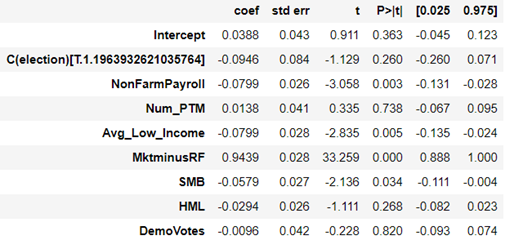 coef std err t P>|t| [0.025 0.975]
Intercept 0.0388 0.043 0.911 0.363 -0.045 0.123
C(election)[T.1.1963932621035764] -0.0946 0.084 -1.129 0.260 -0.260 0.071
NonFarmPayroll -0.0799 0.026 -3.058 0.003 -0.131 -0.028
Num_PTM 0.0138 0.041 0.335 0.738 -0.067 0.095
Avg_Low_Income -0.0799 0.028 -2.835 0.005 -0.135 -0.024
MktminusRF 0.9439 0.028 33.259 0.000 0.888 1.000
SMB -0.0579 0.027 -2.136 0.034 -0.111 -0.004
HML -0.0294 0.026 -1.111 0.268 -0.082 0.023
DemoVotes -0.0096 0.042 -0.228 0.820 -0.093 0.074